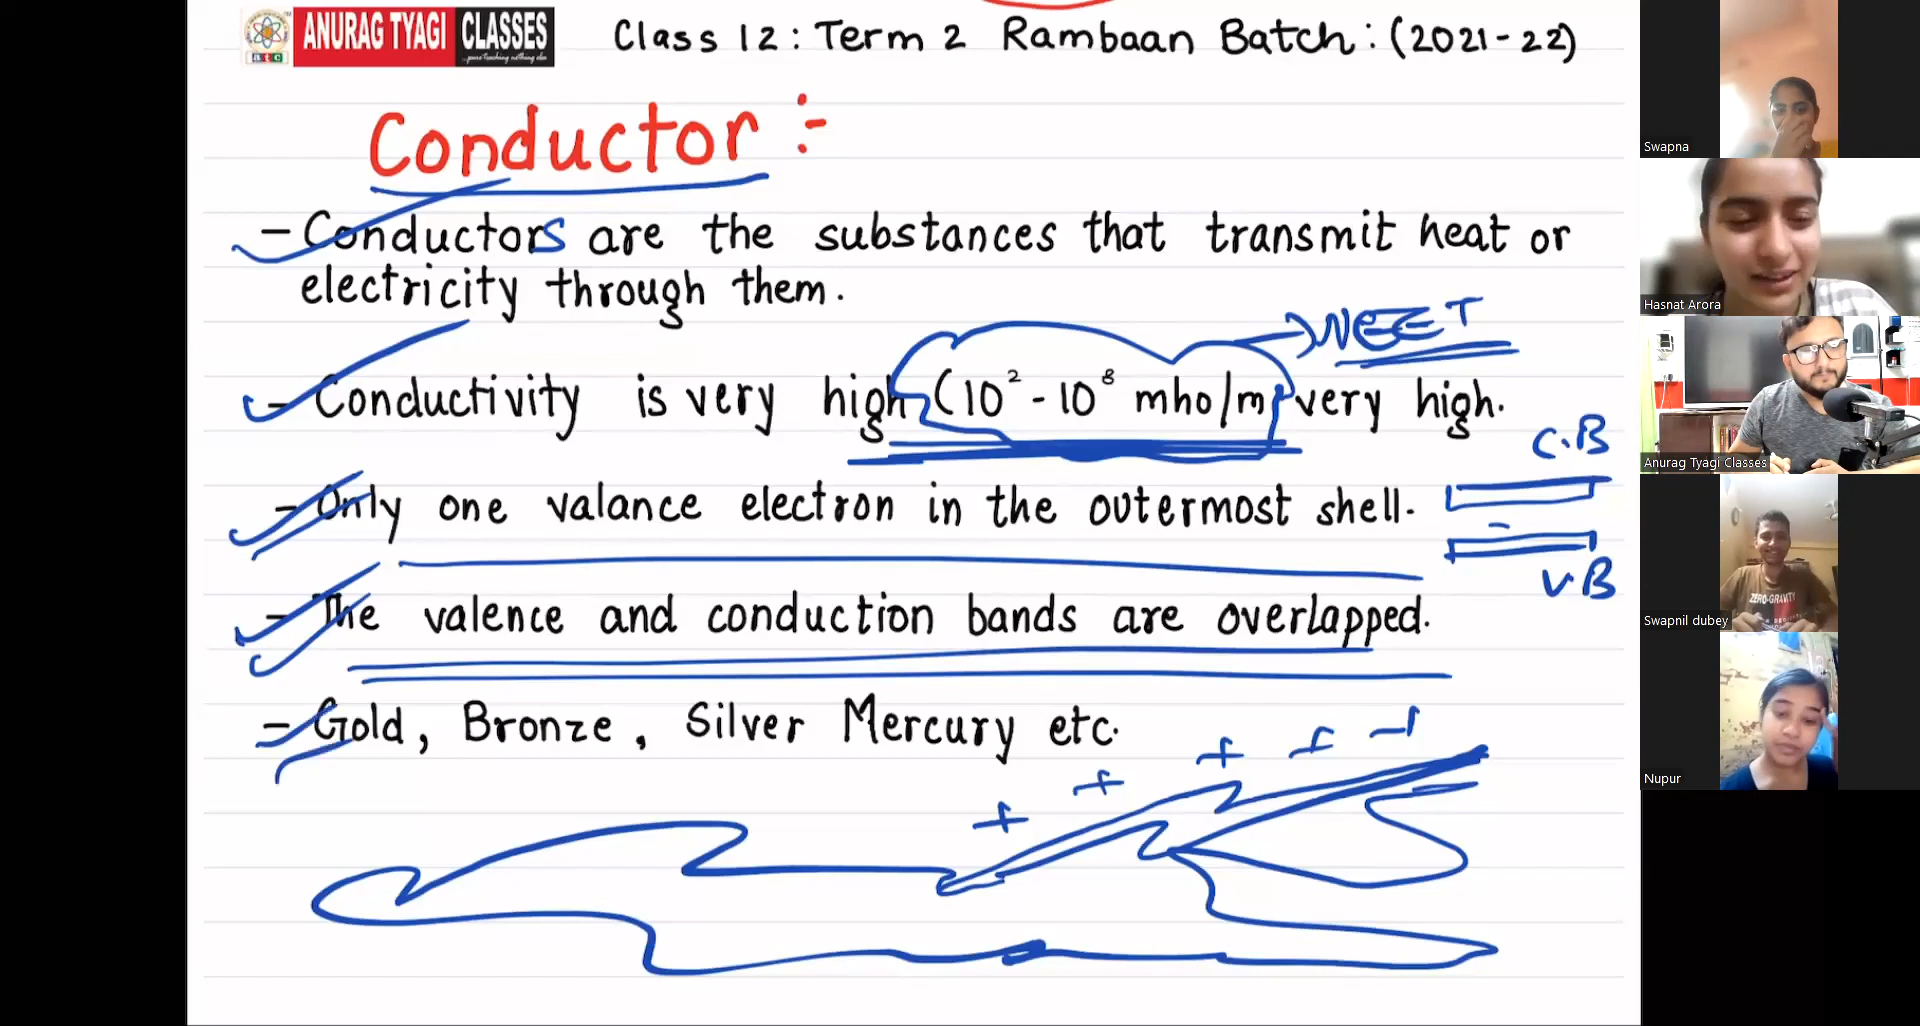 ANURAG TYAGI CLASSES
Class 12 : Term 2 Rambaan Batch : (2021-22)
Conductor :-
- Conductors are the substances that transmit heat or
electricity through them.
NEET
- Conductivity is very high (10² - 10⁸ mho/m) very high.
C.B
- Only one valance electron in the outermost shell.
V.B
- The valence and conduction bands are overlapped.
- Gold, Bronze, Silver Mercury etc.
+ + + +
Swapna
Hasnat Arora
Anurag Tyagi Classes
ZERO-GRAVITY
Swapnil dubey
Nupur